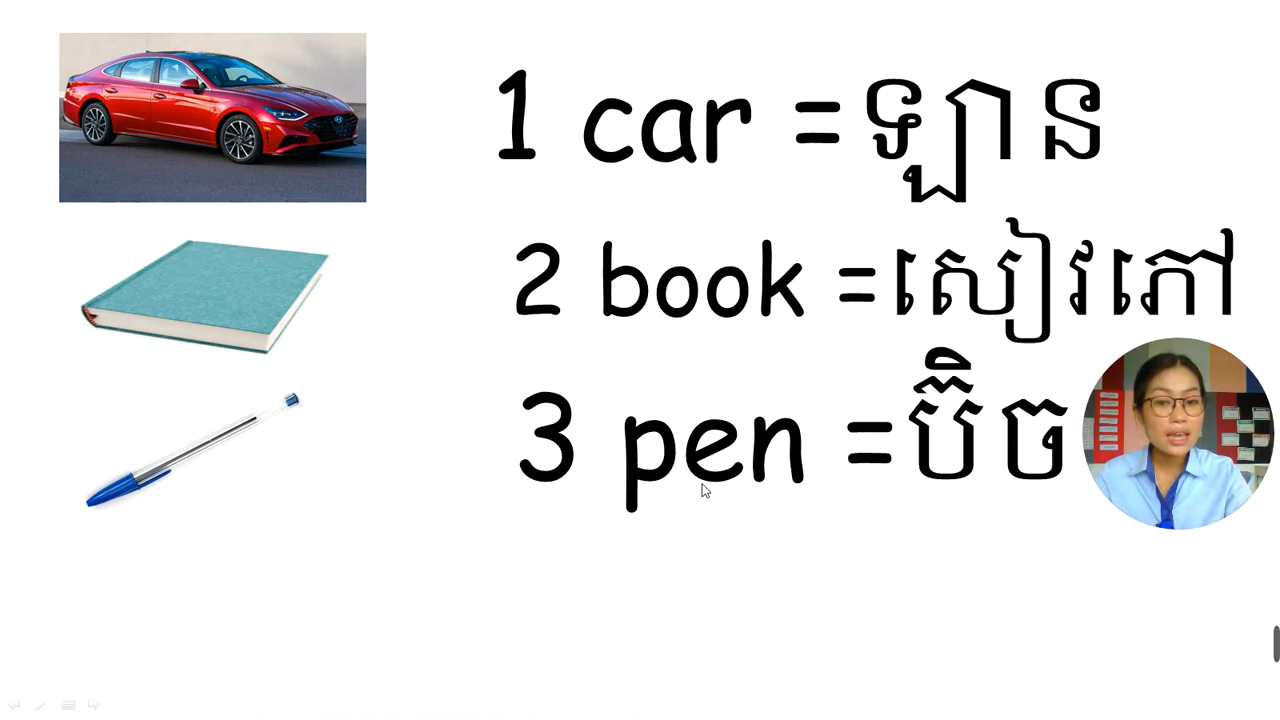 1 car =ឡាន
2 book =សៀវភៅ
3 pen =ប៊ិច